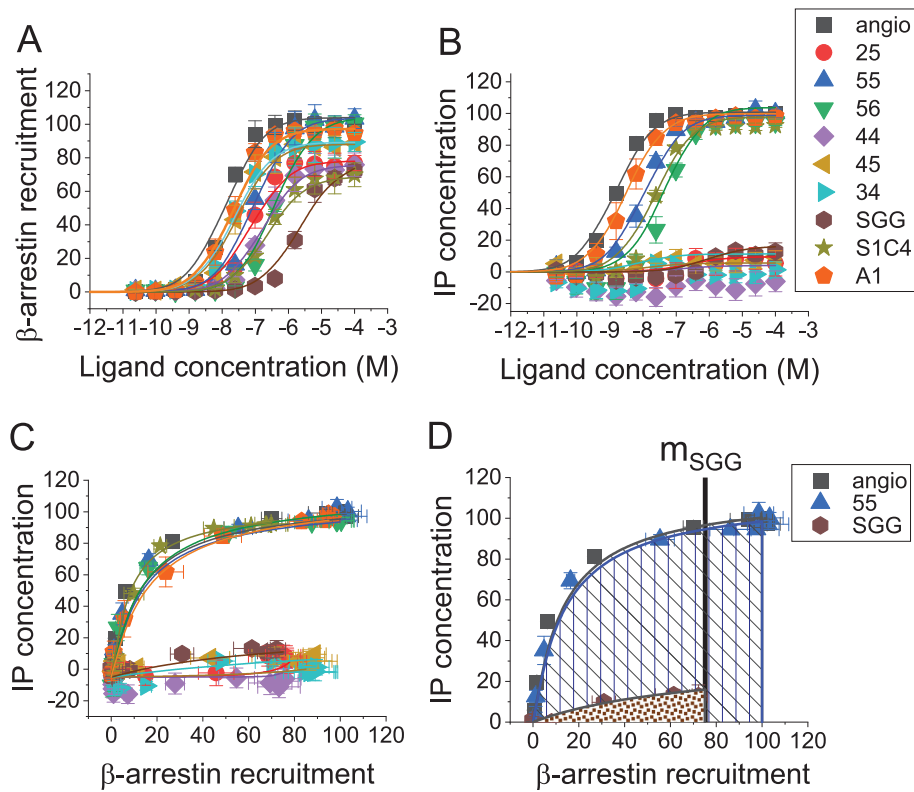 A
β-arrestin recruitment
120
100
80
60
40
20
0
-12 -11 -10 -9 -8 -7 -6 -5 -4 -3
Ligand concentration (M)
B
IP concentration
120
100
80
60
40
20
0
-20
-12 -11 -10 -9 -8 -7 -6 -5 -4 -3
Ligand concentration (M)
angio
25
55
56
44
45
34
SGG
S1C4
A1
C
IP concentration
120
100
80
60
40
20
0
-20
0 20 40 60 80 100 120
β-arrestin recruitment
D
mSGG
IP concentration
120
100
80
60
40
20
0
0 20 40 60 80 100 120
β-arrestin recruitment
angio
55
SGG